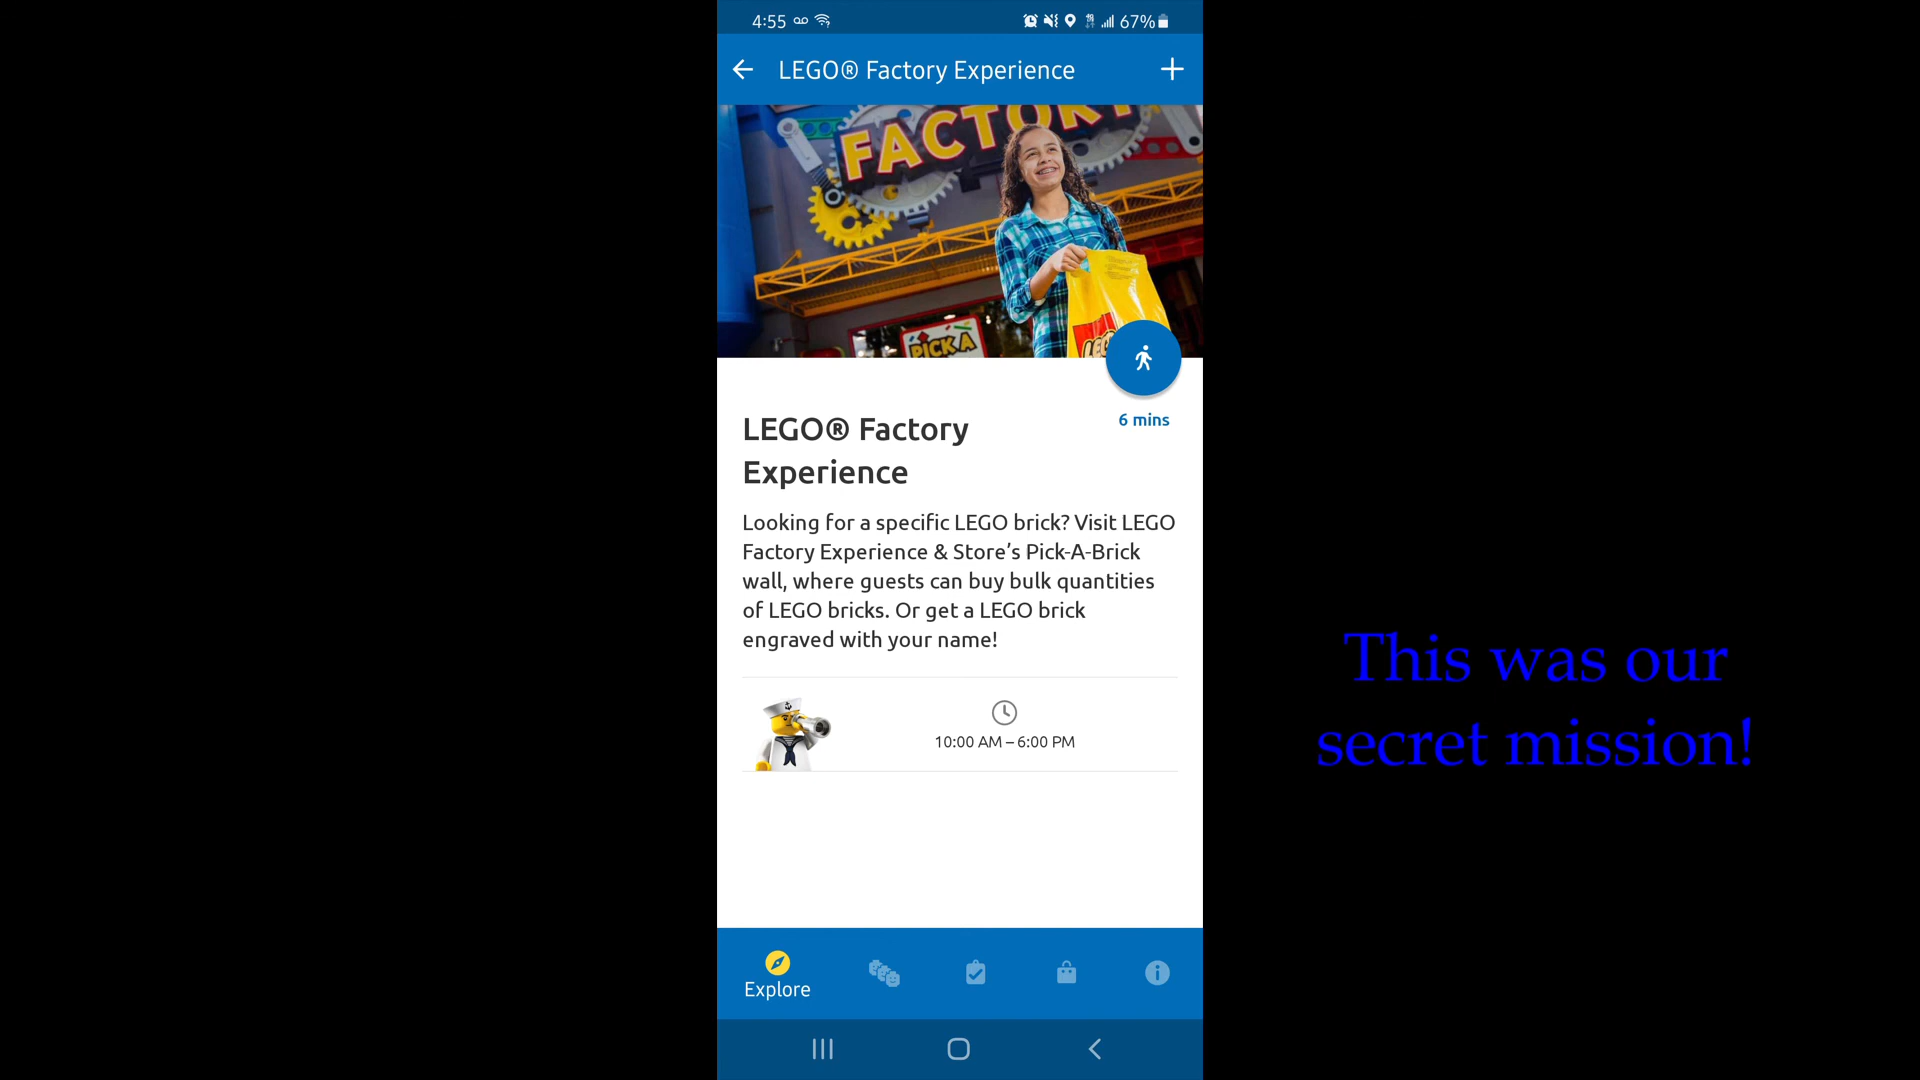 4:55
67%
LEGO® Factory Experience
FACTORY
PICK A
6 mins
LEGO® Factory
Experience
Looking for a specific LEGO brick? Visit LEGO
Factory Experience & Store’s Pick-A-Brick
wall, where guests can buy bulk quantities
of LEGO bricks. Or get a LEGO brick
engraved with your name!
10:00 AM – 6:00 PM
This was our
secret mission!
Explore